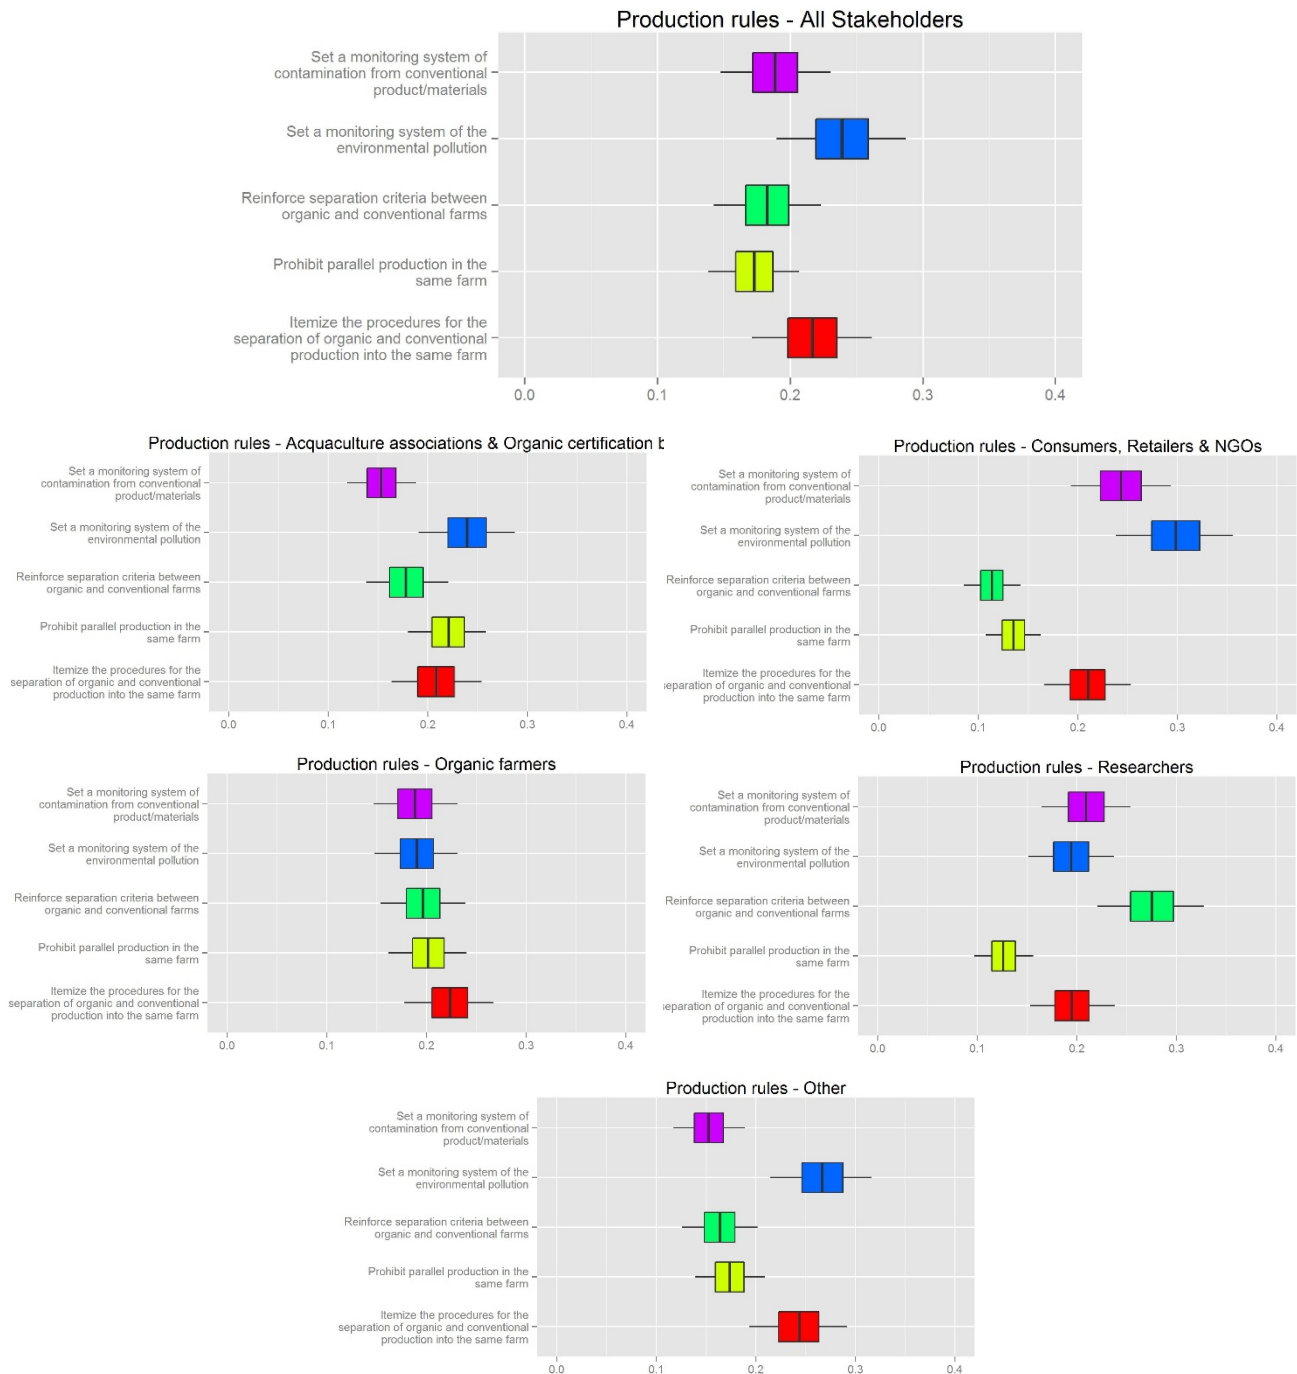 Production rules - All Stakeholders
Set a monitoring system of
contamination from conventional
product/materials
Set a monitoring system of the
environmental pollution
Reinforce separation criteria between
organic and conventional farms
Prohibit parallel production in the
same farm
Itemize the procedures for the
separation of organic and conventional
production into the same farm
0.0 0.1 0.2 0.3 0.4
Production rules - Acquaculture associations & Organic certification b
Set a monitoring system of
contamination from conventional
product/materials
Set a monitoring system of the
environmental pollution
Reinforce separation criteria between
organic and conventional farms
Prohibit parallel production in the
same farm
Itemize the procedures for the
separation of organic and conventional
production into the same farm
0.0 0.1 0.2 0.3 0.4
Production rules - Consumers, Retailers & NGOs
Set a monitoring system of
contamination from conventional
product/materials
Set a monitoring system of the
environmental pollution
Reinforce separation criteria between
organic and conventional farms
Prohibit parallel production in the
same farm
Itemize the procedures for the
separation of organic and conventional
production into the same farm
0.0 0.1 0.2 0.3 0.4
Production rules - Organic farmers
Set a monitoring system of
contamination from conventional
product/materials
Set a monitoring system of the
environmental pollution
Reinforce separation criteria between
organic and conventional farms
Prohibit parallel production in the
same farm
Itemize the procedures for the
separation of organic and conventional
production into the same farm
0.0 0.1 0.2 0.3 0.4
Production rules - Researchers
Set a monitoring system of
contamination from conventional
product/materials
Set a monitoring system of the
environmental pollution
Reinforce separation criteria between
organic and conventional farms
Prohibit parallel production in the
same farm
Itemize the procedures for the
separation of organic and conventional
production into the same farm
0.0 0.1 0.2 0.3 0.4
Production rules - Other
Set a monitoring system of
contamination from conventional
product/materials
Set a monitoring system of the
environmental pollution
Reinforce separation criteria between
organic and conventional farms
Prohibit parallel production in the
same farm
Itemize the procedures for the
separation of organic and conventional
production into the same farm
0.0 0.1 0.2 0.3 0.4